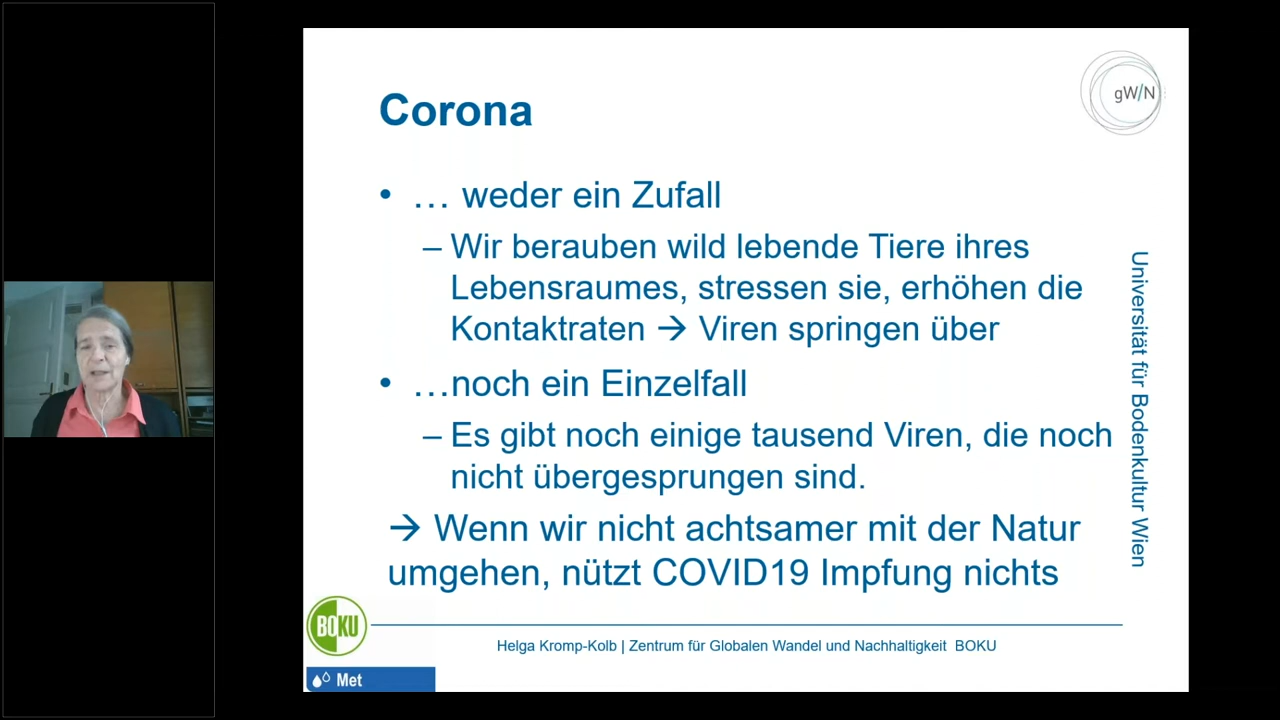 Corona
gW/N
• … weder ein Zufall
– Wir berauben wild lebende Tiere ihres
Lebensraumes, stressen sie, erhöhen die
Kontaktraten → Viren springen über
• …noch ein Einzelfall
– Es gibt noch einige tausend Viren, die noch
nicht übergesprungen sind.
→ Wenn wir nicht achtsamer mit der Natur
umgehen, nützt COVID19 Impfung nichts
Universität für Bodenkultur Wien
BOKU
Helga Kromp-Kolb | Zentrum für Globalen Wandel und Nachhaltigkeit BOKU
Met